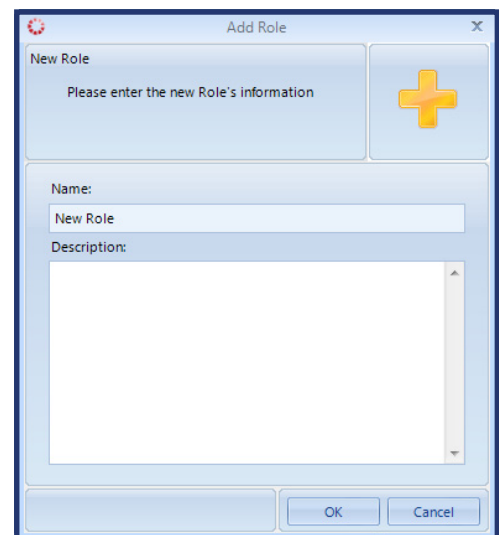 Add Role
New Role
Please enter the new Role's information
Name:
New Role
Description:
OK Cancel